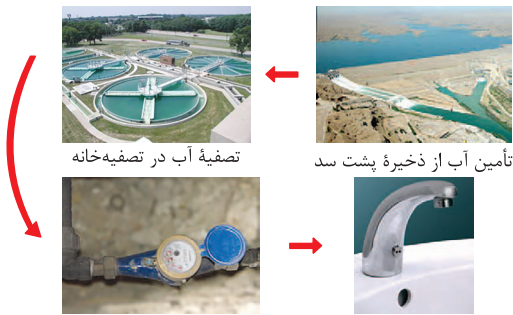 تأمین آب از ذخیرهٔ پشت سد
تصفیهٔ آب در تصفیه‌خانه